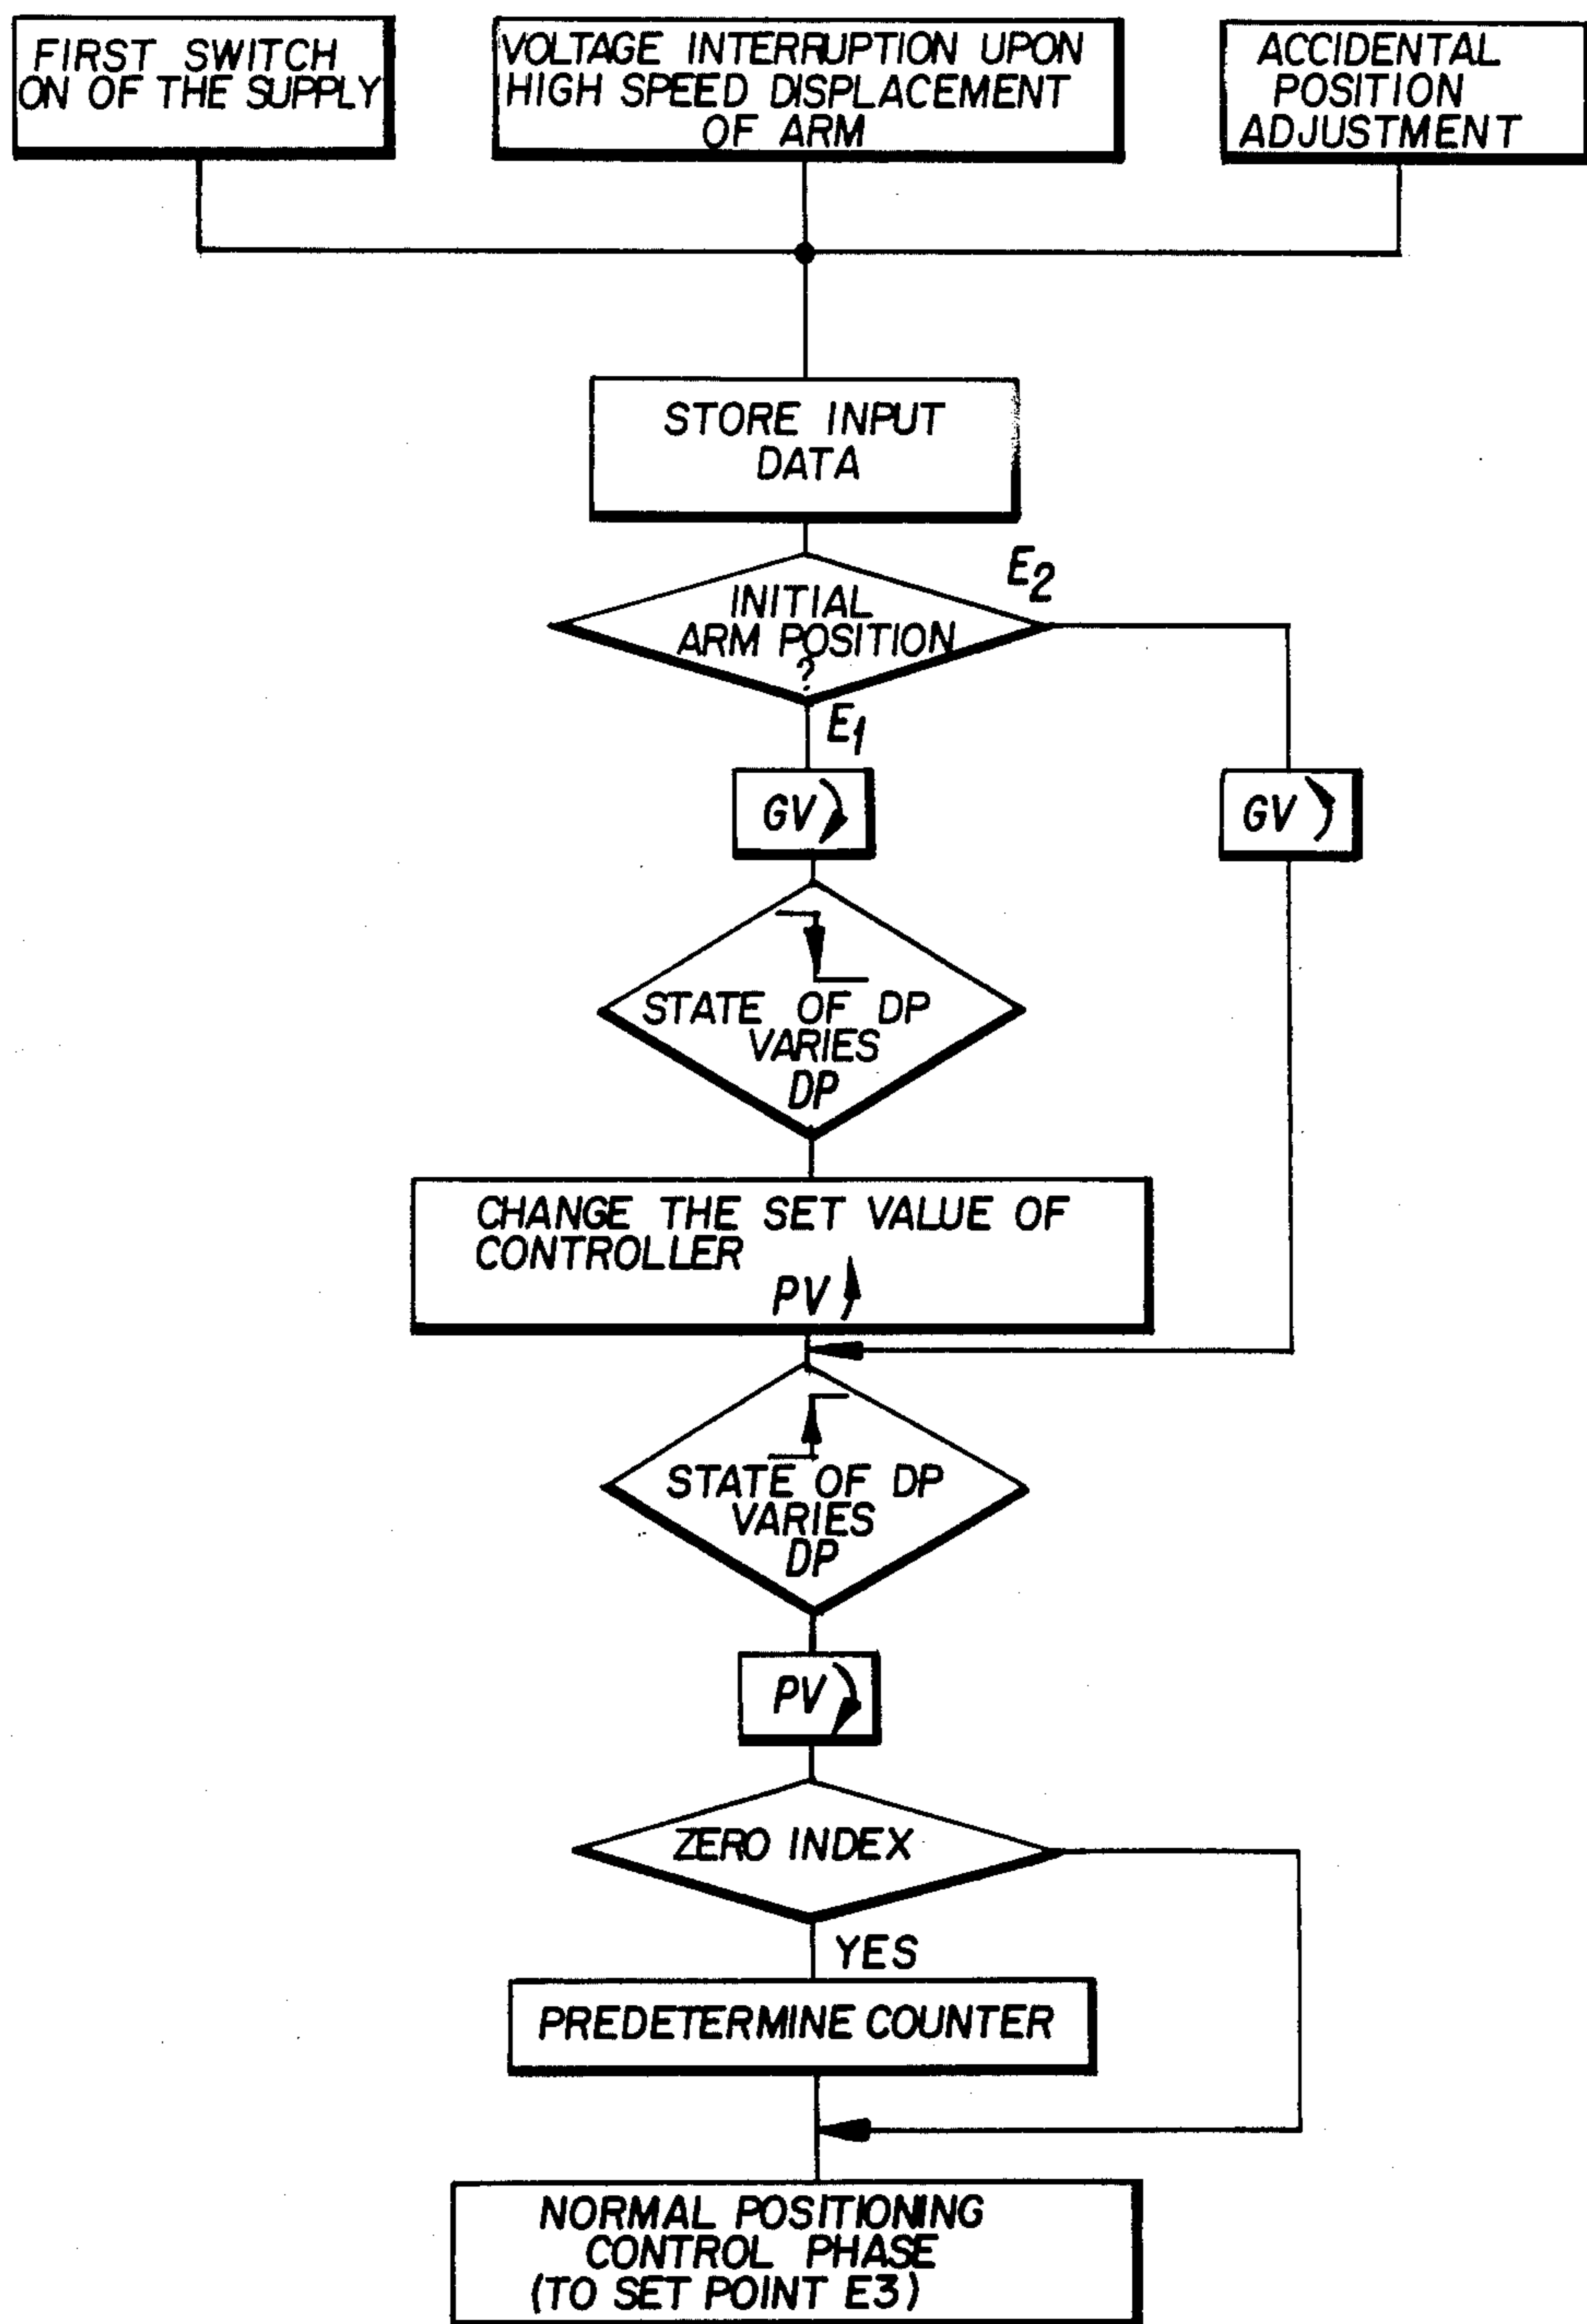 FIRST SWITCH
ON OF THE SUPPLY
VOLTAGE INTERRUPTION UPON
HIGH SPEED DISPLACEMENT
OF ARM
ACCIDENTAL
POSITION
ADJUSTMENT
STORE INPUT
DATA
INITIAL
ARM POSITION
?
E2
E1
GV
GV
STATE OF DP
VARIES
DP
CHANGE THE SET VALUE OF
CONTROLLER
PV
STATE OF DP
VARIES
DP
PV
ZERO INDEX
YES
PREDETERMINE COUNTER
NORMAL POSITIONING
CONTROL PHASE
(TO SET POINT E3)